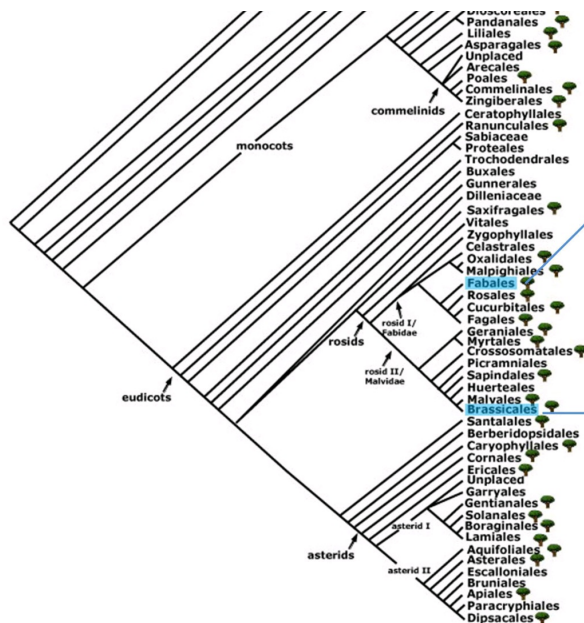 Dioscoreales
Pandanales
Liliales
Asparagales
Unplaced
Arecales
Poales
Commelinales
Zingiberales
commelinids
Ceratophyllales
Ranunculales
monocots
Sabiaceae
Proteales
Trochodendrales
Buxales
Gunnerales
Dilleniaceae
Saxifragales
Vitales
Zygophyllales
Celastrales
Oxalidales
Malpighiales
Fabales
Rosales
Cucurbitales
Fagales
rosid I/
Fabidae
rosids
Geraniales
Myrtales
Crossosomatales
Picramniales
rosid II/
Malvidae
Sapindales
Huerteales
eudicots
Malvales
Brassicales
Santalales
Berberidopsidales
Caryophyllales
Cornales
Ericales
Unplaced
Garryales
Gentianales
Solanales
asterid I
Boraginales
Lamiales
asterids
Aquifoliales
Asterales
asterid II
Escalloniales
Bruniales
Apiales
Paracryphiales
Dipsacales